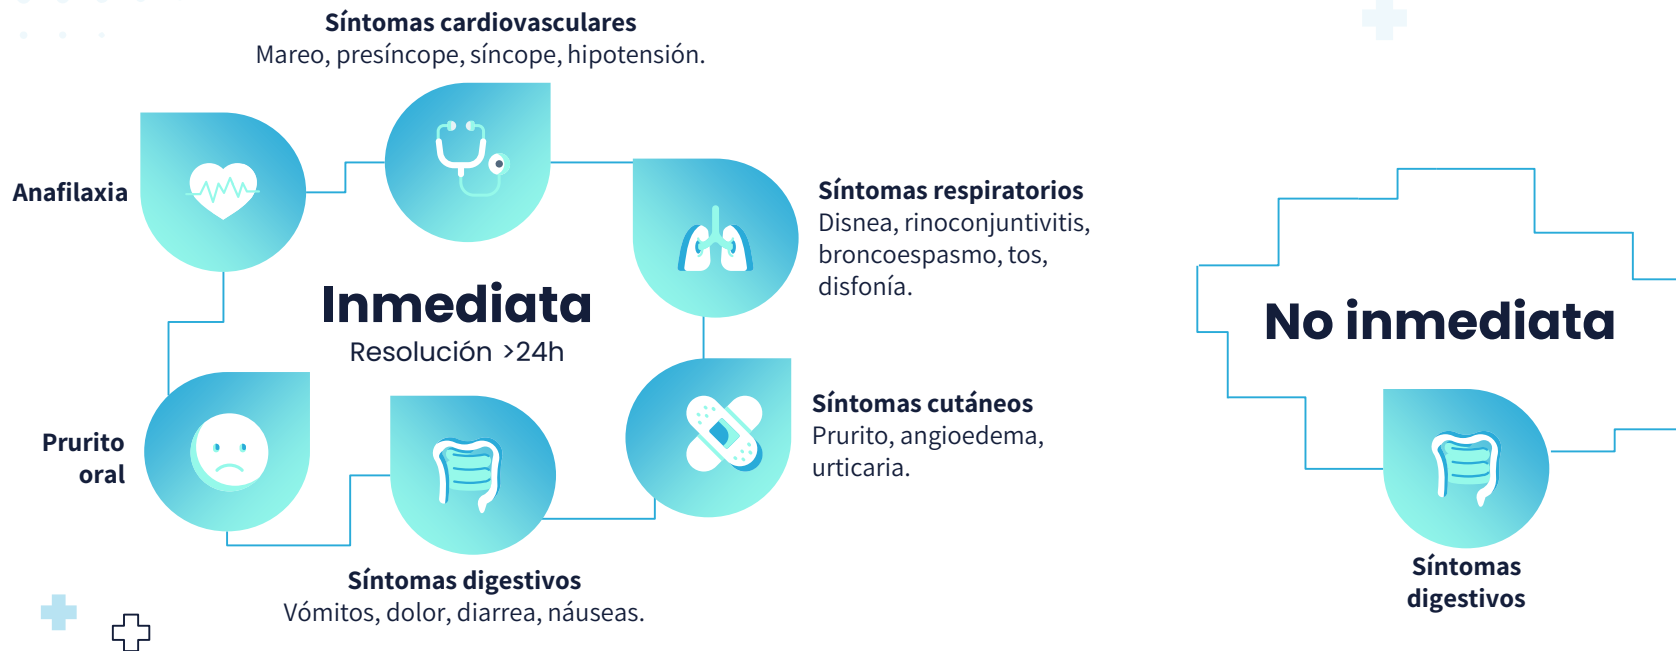 Síntomas cardiovasculares
Mareo, presíncope, síncope, hipotensión.
Anafilaxia
Síntomas respiratorios
Disnea, rinoconjuntivitis,
broncoespasmo, tos,
disfonía.
Inmediata
Resolución >24h
Síntomas cutáneos
Prurito, angioedema,
urticaria.
Prurito
oral
Síntomas digestivos
Vómitos, dolor, diarrea, náuseas.
No inmediata
Síntomas
digestivos